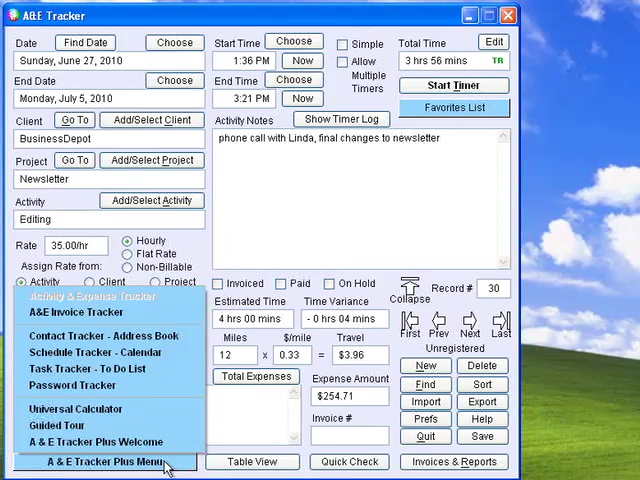 A&E Tracker
Date Find Date Choose
Sunday, June 27, 2010
End Date Choose
Monday, July 5, 2010
Client Go To Add/Select Client
BusinessDepot
Project Go To Add/Select Project
Newsletter
Activity Add/Select Activity
Editing
Rate 35.00/hr Hourly
Flat Rate
Non-Billable
Assign Rate from:
Activity Client Project
Start Time Choose
1:36 PM Now
End Time Choose
3:21 PM Now
Simple
Allow Multiple Timers
Total Time Edit
3 hrs 56 mins TR
Start Timer
Favorites List
Activity Notes Show Timer Log
phone call with Linda, final changes to newsletter
Invoiced Paid On Hold
Collapse
Record # 30
Estimated Time Time Variance
4 hrs 00 mins - 0 hrs 04 mins
First Prev Next Last
Miles $/mile Travel
12 x 0.33 = $3.96
Unregistered
Total Expenses Expense Amount
$254.71
Invoice #
New Delete
Find Sort
Import Export
Prefs Help
Quit Save
Activity & Expense Tracker
A&E Invoice Tracker
Contact Tracker - Address Book
Schedule Tracker - Calendar
Task Tracker - To Do List
Password Tracker
Universal Calculator
Guided Tour
A & E Tracker Plus Welcome
A & E Tracker Plus Menu Table View Quick Check Invoices & Reports